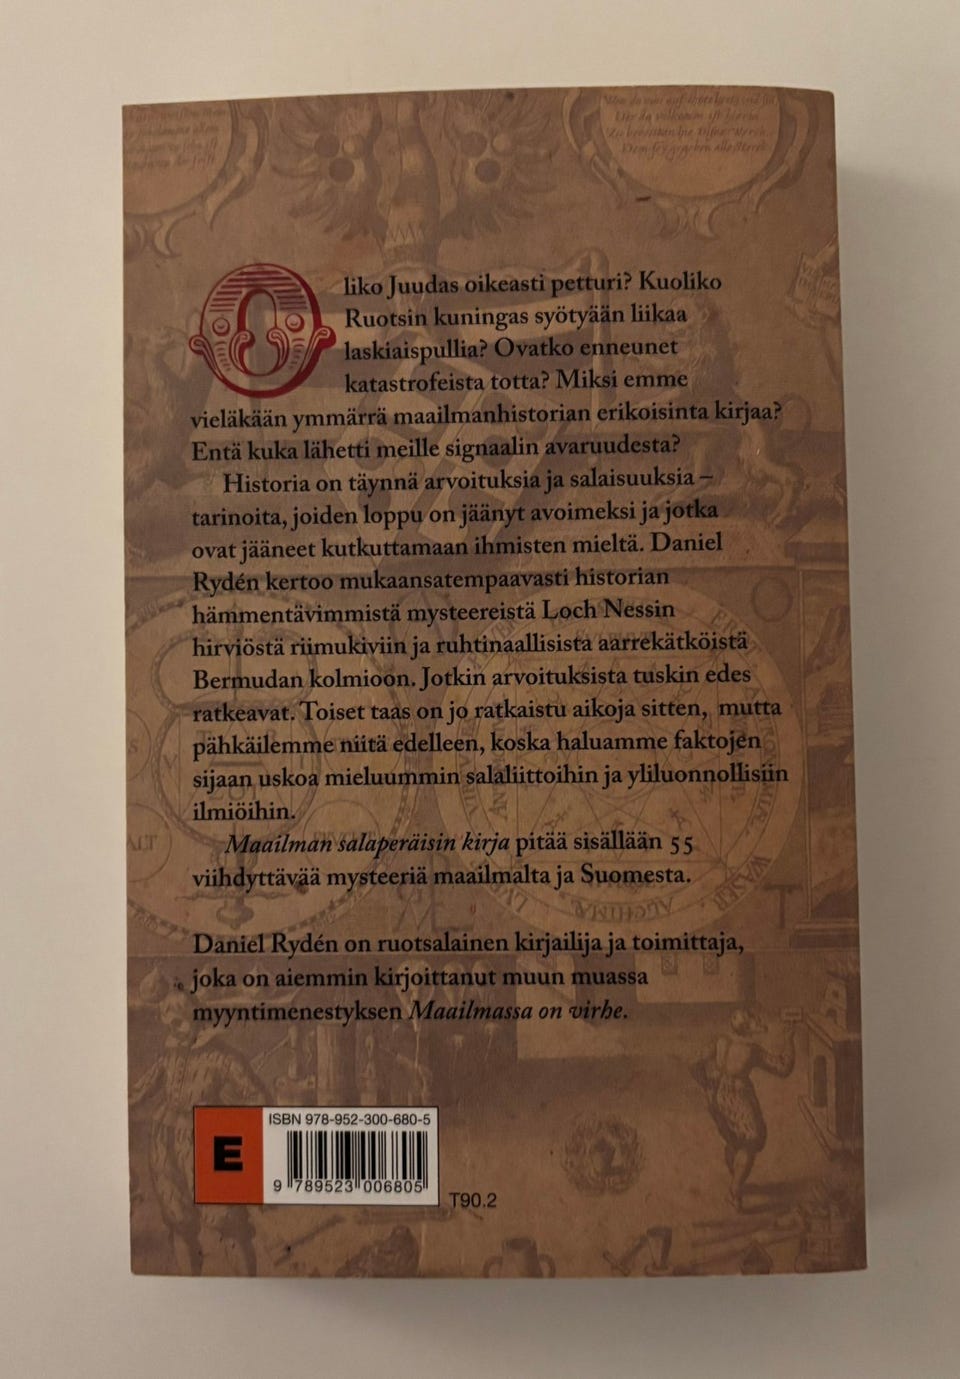 Oliko Juudas oikeasti petturi? Kuoliko
Ruotsin kuningas syötyään liikaa
laskiaispullia? Ovatko enneunet
katastrofeista totta? Miksi emme
vieläkään ymmärrä maailmanhistorian erikoisinta kirjaa?
Entä kuka lähetti meille signaalin avaruudesta?
Historia on täynnä arvoituksia ja salaisuuksia –
tarinoita, joiden loppu on jäänyt avoimeksi ja jotka
ovat jääneet kutkuttamaan ihmisten mieltä. Daniel
Rydén kertoo mukaansatempaavasti historian
hämmentävimmistä mysteereistä Loch Nessin
hirviöstä riimukiviin ja ruhtinaallisista aarrekätköistä
Bermudan kolmioon. Jotkin arvoituksista tuskin edes
ratkeavat. Toiset taas on jo ratkaistu aikoja sitten, mutta
pähkäilemme niitä edelleen, koska haluamme faktojen
sijaan uskoa mieluummin salaliittoihin ja yliluonnollisiin
ilmiöihin.
Maailman salaperäisin kirja pitää sisällään 55
viihdyttävää mysteeriä maailmalta ja Suomesta.
Daniel Rydén on ruotsalainen kirjailija ja toimittaja,
joka on aiemmin kirjoittanut muun muassa
myyntimenestyksen Maailmassa on virhe.
ISBN 978-952-300-680-5
E
9 789523 006805
T90.2